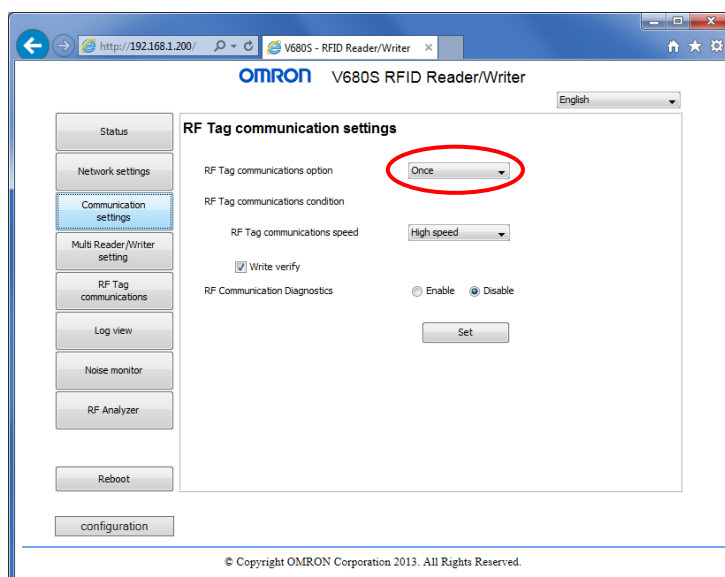 http://192.168.1.200/
V680S - RFID Reader/Writer
OMRON V680S RFID Reader/Writer
English
Status
Network settings
Communication
settings
Multi Reader/Writer
setting
RF Tag
communications
Log view
Noise monitor
RF Analyzer
Reboot
configuration
RF Tag communication settings
RF Tag communications option Once
RF Tag communications condition
RF Tag communications speed High speed
Write verify
RF Communication Diagnostics Enable Disable
Set
© Copyright OMRON Corporation 2013. All Rights Reserved.